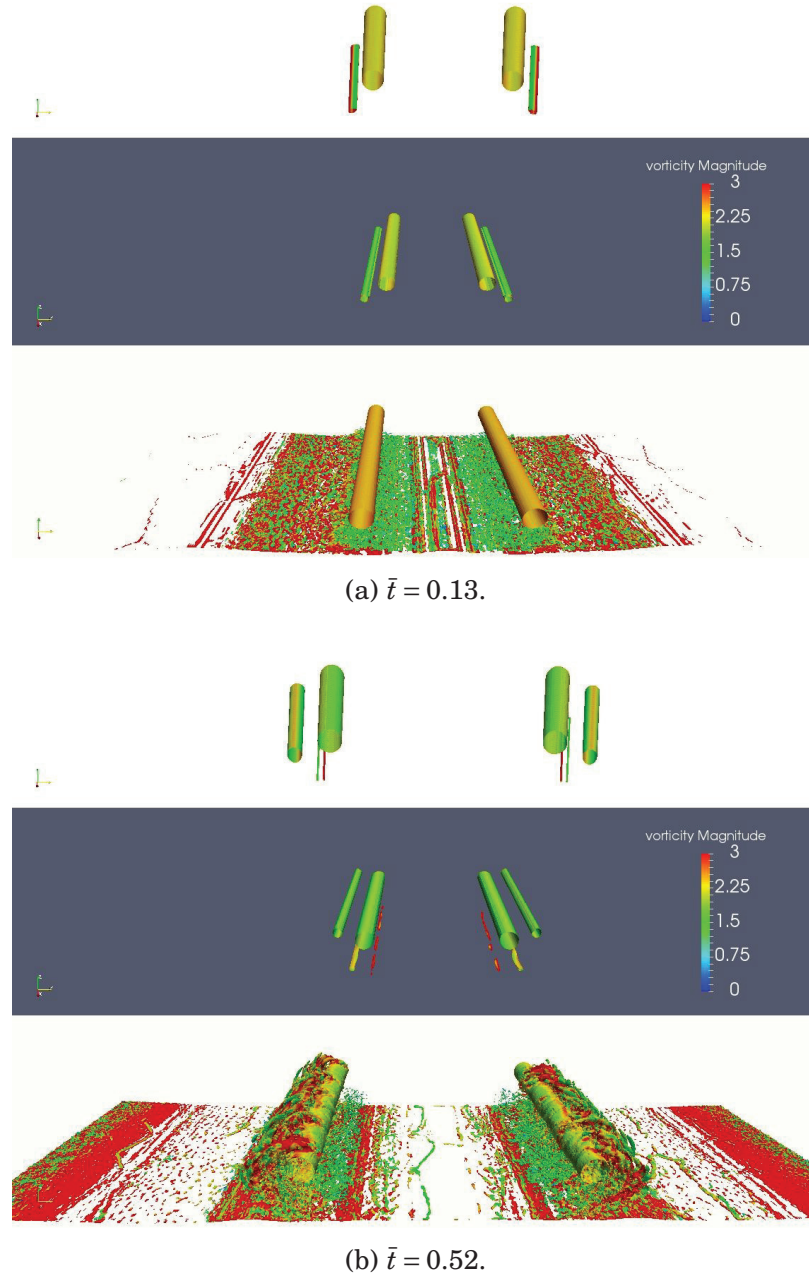 vorticity Magnitude
3
2.25
1.5
0.75
0
(a) t̄ = 0.13.
vorticity Magnitude
3
2.25
1.5
0.75
0
(b) t̄ = 0.52.